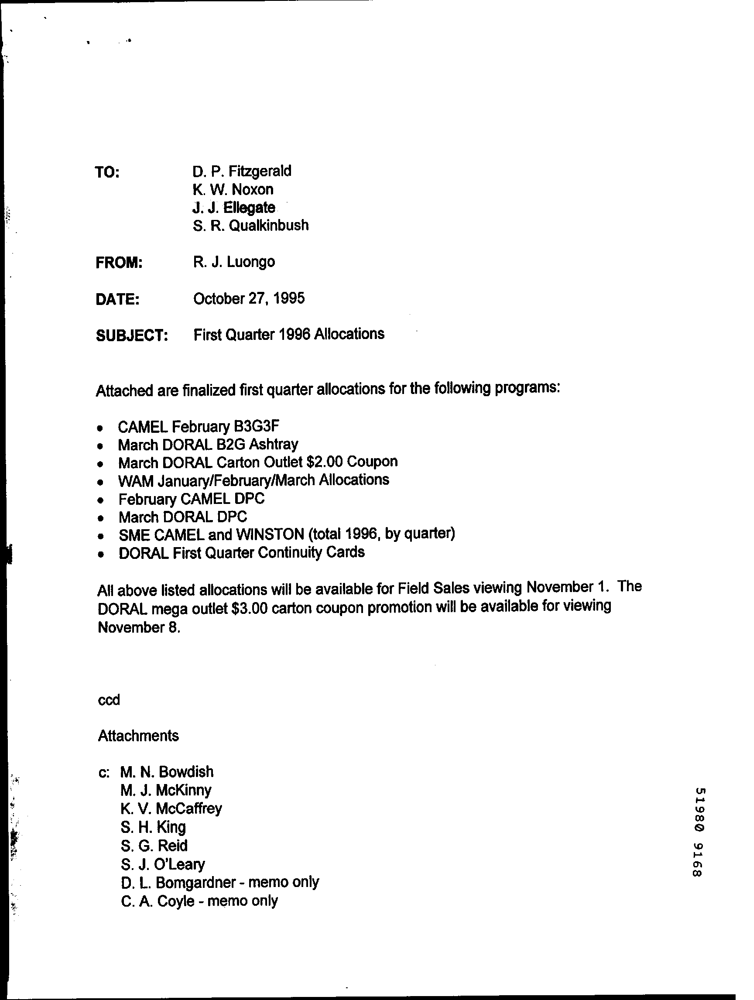 TO: D. P. Fitzgerald
K. W. Noxon
J. J. Ellegate
S. R. Qualkinbush
FROM: R. J. Luongo
DATE: October 27, 1995
SUBJECT: First Quarter 1996 Allocations
Attached are finalized first quarter allocations for the following programs:
• CAMEL February B3G3F
• March DORAL B2G Ashtray
• March DORAL Carton Outlet $2.00 Coupon
• WAM January/February/March Allocations
• February CAMEL DPC
• March DORAL DPC
• SME CAMEL and WINSTON (total 1996, by quarter)
• DORAL First Quarter Continuity Cards
All above listed allocations will be available for Field Sales viewing November 1. The
DORAL mega outlet $3.00 carton coupon promotion will be available for viewing
November 8.
ccd
Attachments
c: M. N. Bowdish
M. J. McKinny
K. V. McCaffrey
S. H. King
S. G. Reid
S. J. O'Leary
D. L. Bomgardner - memo only
C. A. Coyle - memo only
51980 9168